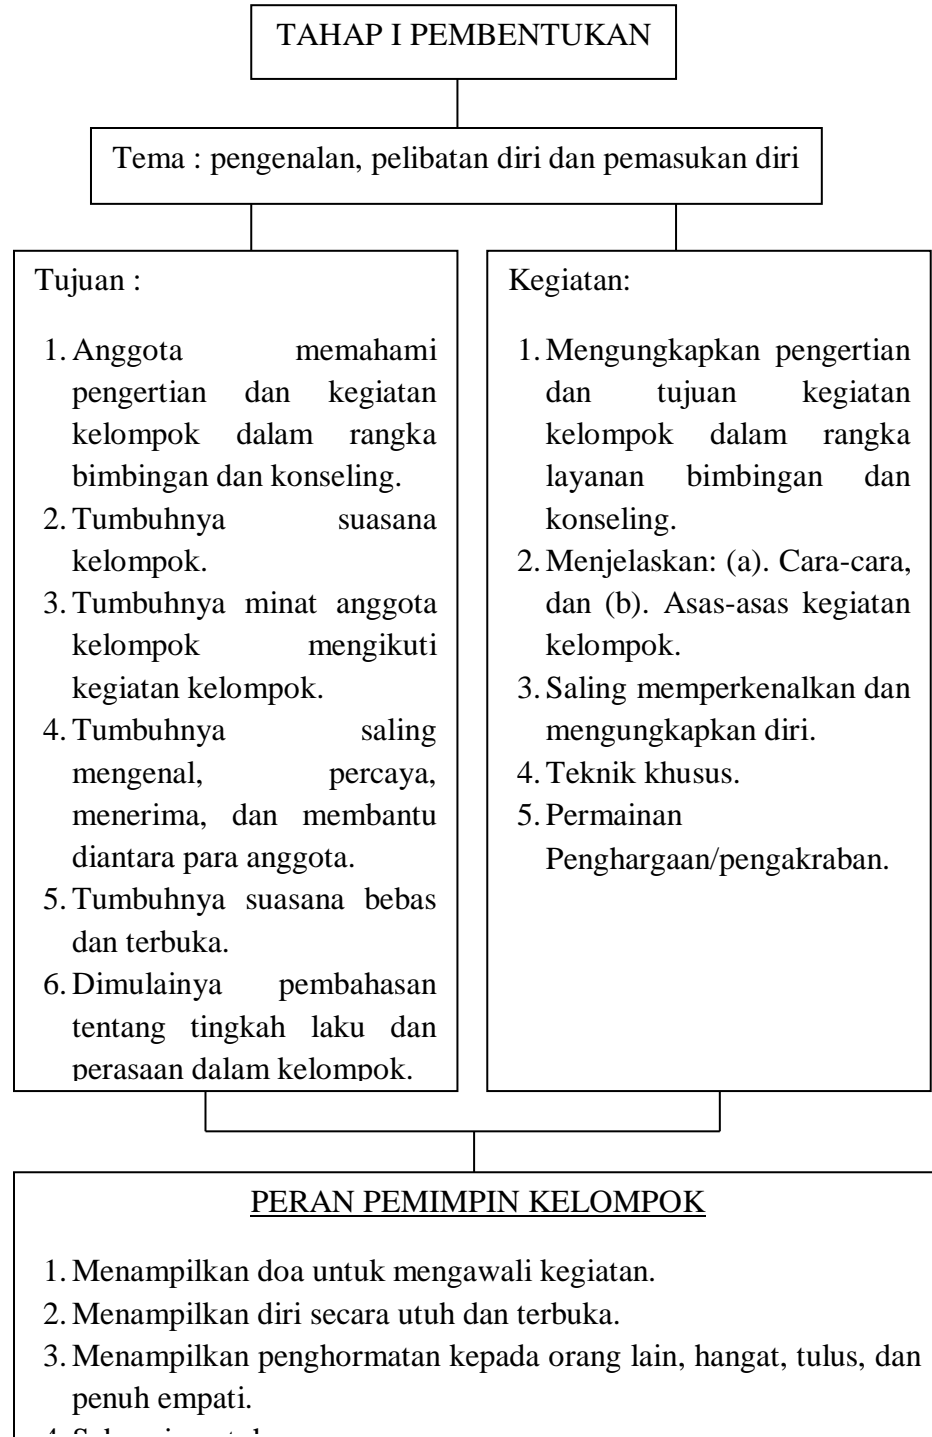 TAHAP I PEMBENTUKAN
Tema : pengenalan, pelibatan diri dan pemasukan diri
Tujuan :
1. Anggota memahami
pengertian dan kegiatan
kelompok dalam rangka
bimbingan dan konseling.
2. Tumbuhnya suasana
kelompok.
3. Tumbuhnya minat anggota
kelompok mengikuti
kegiatan kelompok.
4. Tumbuhnya saling
mengenal, percaya,
menerima, dan membantu
diantara para anggota.
5. Tumbuhnya suasana bebas
dan terbuka.
6. Dimulainya pembahasan
tentang tingkah laku dan
perasaan dalam kelompok.
Kegiatan:
1. Mengungkapkan pengertian
dan tujuan kegiatan
kelompok dalam rangka
layanan bimbingan dan
konseling.
2. Menjelaskan: (a). Cara-cara,
dan (b). Asas-asas kegiatan
kelompok.
3. Saling memperkenalkan dan
mengungkapkan diri.
4. Teknik khusus.
5. Permainan
Penghargaan/pengakraban.
PERAN PEMIMPIN KELOMPOK
1. Menampilkan doa untuk mengawali kegiatan.
2. Menampilkan diri secara utuh dan terbuka.
3. Menampilkan penghormatan kepada orang lain, hangat, tulus, dan
penuh empati.